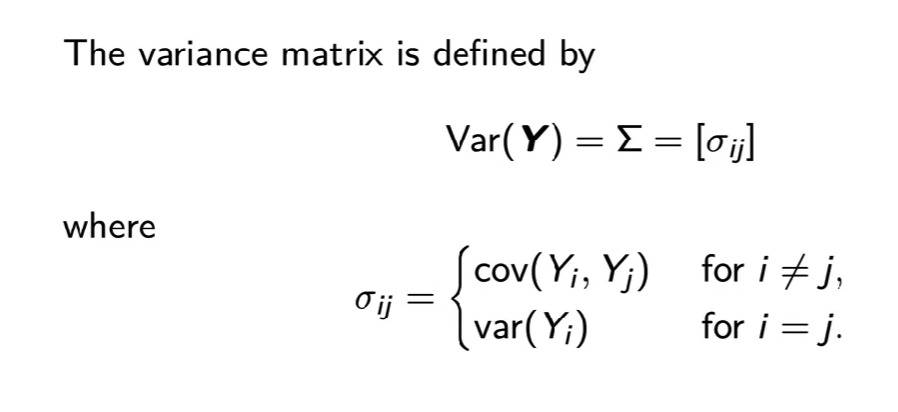 The variance matrix is defined by
Var(Y) = Σ = [σij]
where
σij = { cov(Yi, Yj) for i ≠ j,
var(Yi) for i = j.